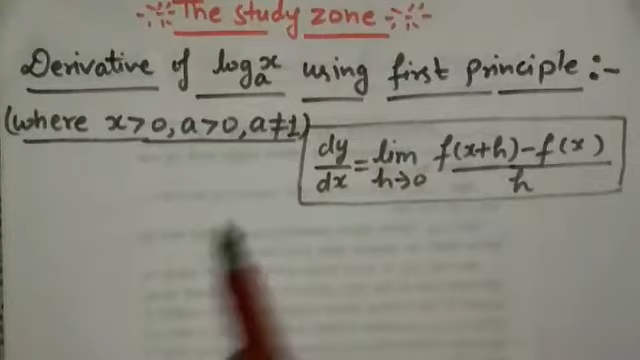 The study zone
Derivative of logₐx using first principle :-
(where x>0, a>0, a≠1)
dy/dx = lim h→0 f(x+h)-f(x)/h